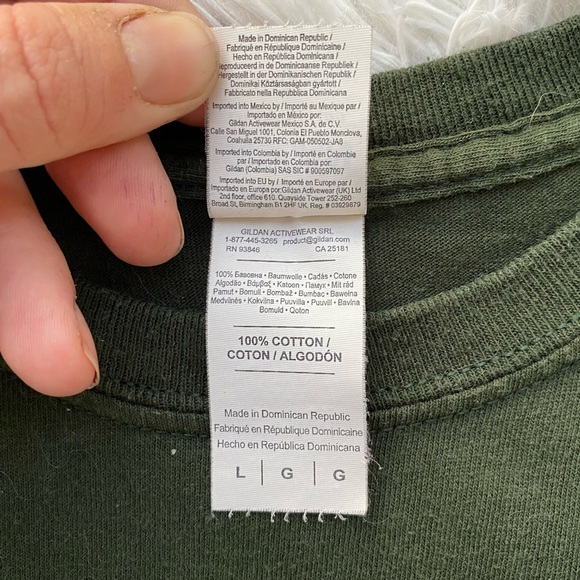 Made in Dominican Republic /
Fabriqué en République Dominicaine /
Hecho en República Dominicana /
eproduceerd in de Dominicaanse Republiek /
Hergestellt in der Dominikanischen Republik /
Dominikai Köztársaságban gyártott /
Fabbricato nella Repubblica Dominicana
Imported into Mexico by / Importé au Mexique par /
Importado en México por:
Gildan Activewear Mexico S.A. de C.V.
Calle San Miguel 1001, Colonia El Pueblo Monclova,
Coahuila 25730 RFC: GAM-050502-JA8
Imported into Colombia by / Importé en Colombie
par / Importado en Colombia por:
Gildan (Colombia) SAS SIC# 900597097
Imported into EU by / Importé en Europe par /
Importado en Europa por: Gildan Activewear (UK) Ltd
2nd floor, office 610. Quayside Tower 252-260
Broad St, Birmingham B1 2HF UK. Reg. # 03829879
GILDAN ACTIVEWEAR SRL
1-877-445-3265 product@gildan.com
RN 93846 CA 25181
100% Базовна • Baumwolle • Cadás • Cotone
Algodão • Βάμβαξ • Katoen • Памук • Mit rád
Pamut • Bomuli • Bombaž • Bumbac • Bawełna
Medvilnės • Kokvilna • Puuvilla • Puuvill • Bavlna
Bomuld • Qoton
100% COTTON /
COTON / ALGODÓN
Made in Dominican Republic
Fabriqué en République Dominicaine
Hecho en República Dominicana
L | G | G